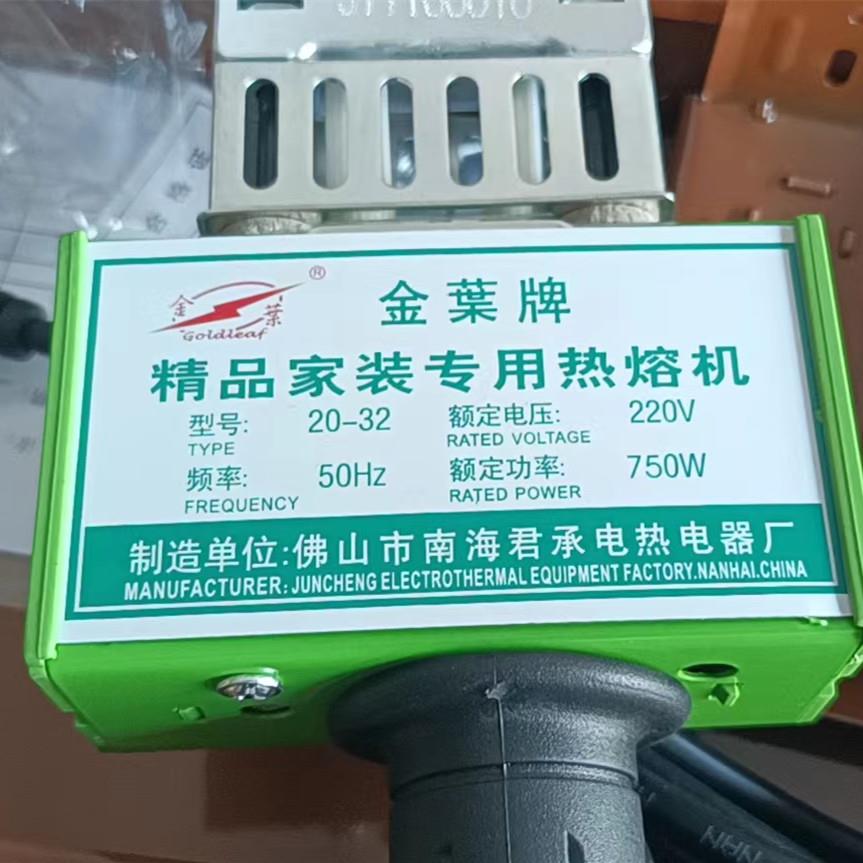 金葉
Goldleaf
®
金葉牌
精品家装专用热熔机
型号: 20-32 额定电压: 220V
TYPE RATED VOLTAGE
频率: 50Hz 额定功率: 750W
FREQUENCY RATED POWER
制造单位:佛山市南海君承电热电器厂
MANUFACTURER: JUNCHENG ELECTROTHERMAL EQUIPMENT FACTORY.NANHAI.CHINA